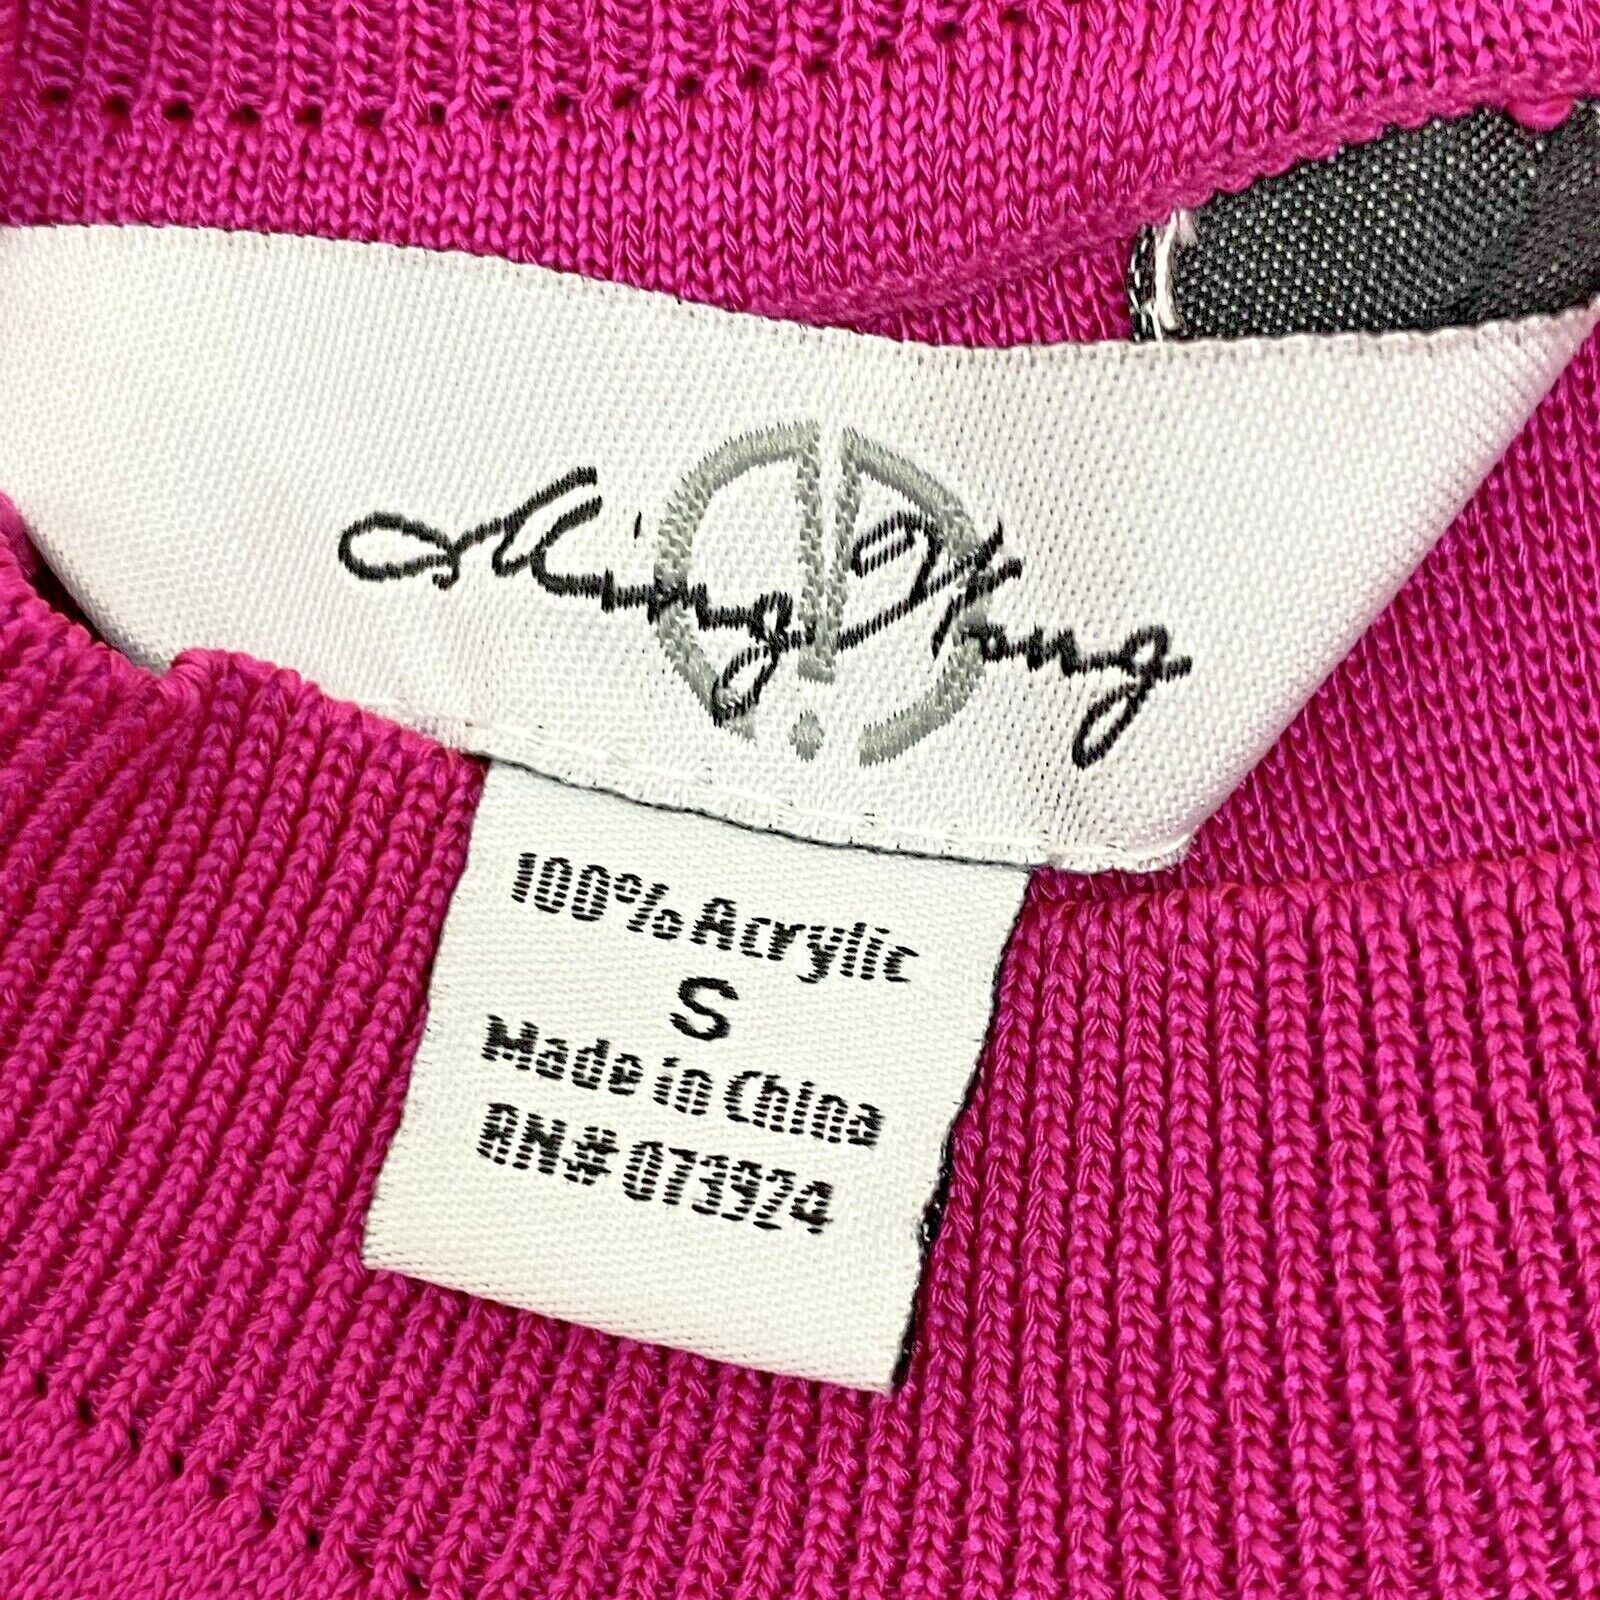 Ming Wang
100% Acrylic
S
Made in China
RN# 073924